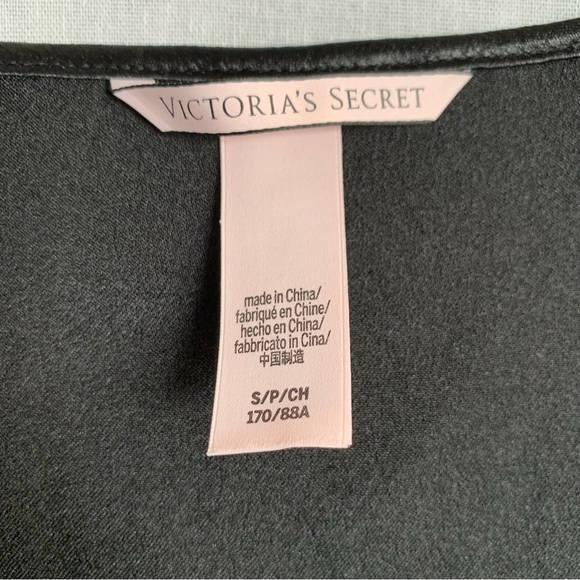 VICTORIA'S SECRET
made in China/
fabriqué en Chine/
hecho en China/
fabbricato in Cina/
中国制造
S/P/CH
170/88A